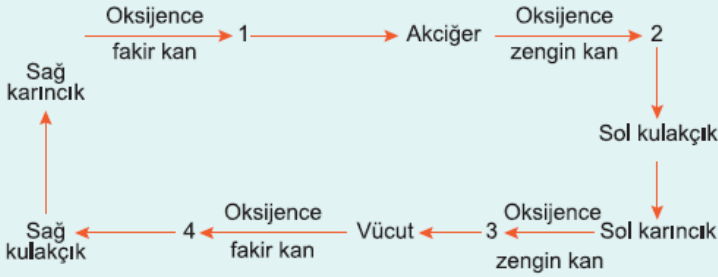 Oksijence
fakir kan
1
Akciğer
Oksijence
zengin kan
2
Sağ
karıncık
Sol kulakçık
Sağ
kulakçık
4
Oksijence
fakir kan
Vücut
3
Oksijence
zengin kan
Sol karıncık